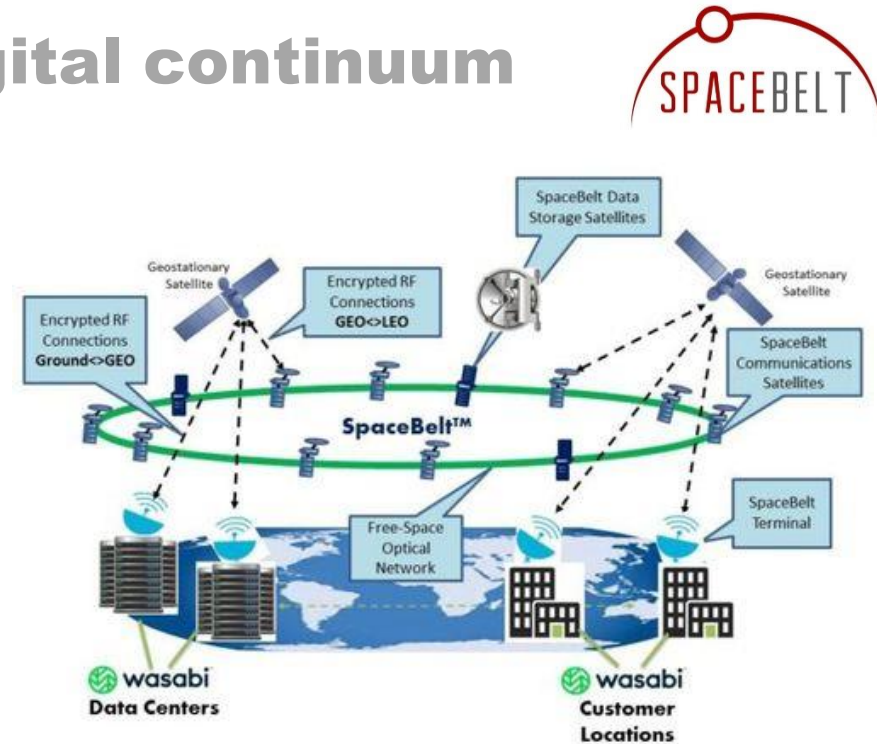 gital continuum
SPACEBELT
SpaceBelt Data
Storage Satellites
Geostationary
Satellite
Encrypted RF
Connections
GEO<>LEO
Geostationary
Satellite
Encrypted RF
Connections
Ground<>GEO
SpaceBelt
Communications
Satellites
SpaceBelt™
Free-Space
Optical
Network
SpaceBelt
Terminal
wasabi
Data Centers
wasabi
Customer
Locations